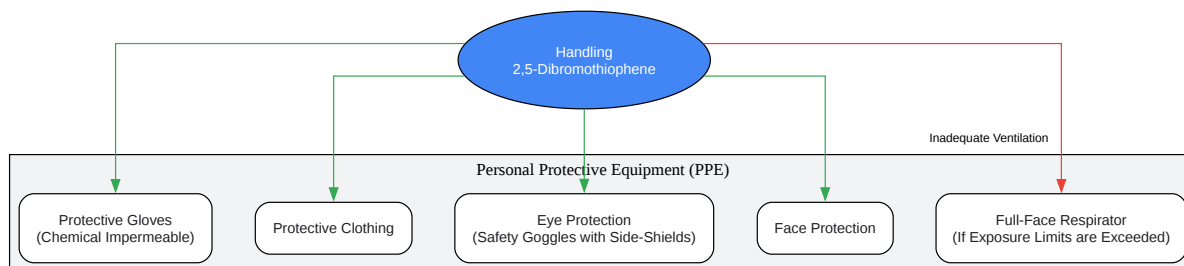 Handling
2,5-Dibromothiophene
Inadequate Ventilation
Personal Protective Equipment (PPE)
Protective Gloves
(Chemical Impermeable)
Protective Clothing
Eye Protection
(Safety Goggles with Side-Shields)
Face Protection
Full-Face Respirator
(If Exposure Limits are Exceeded)